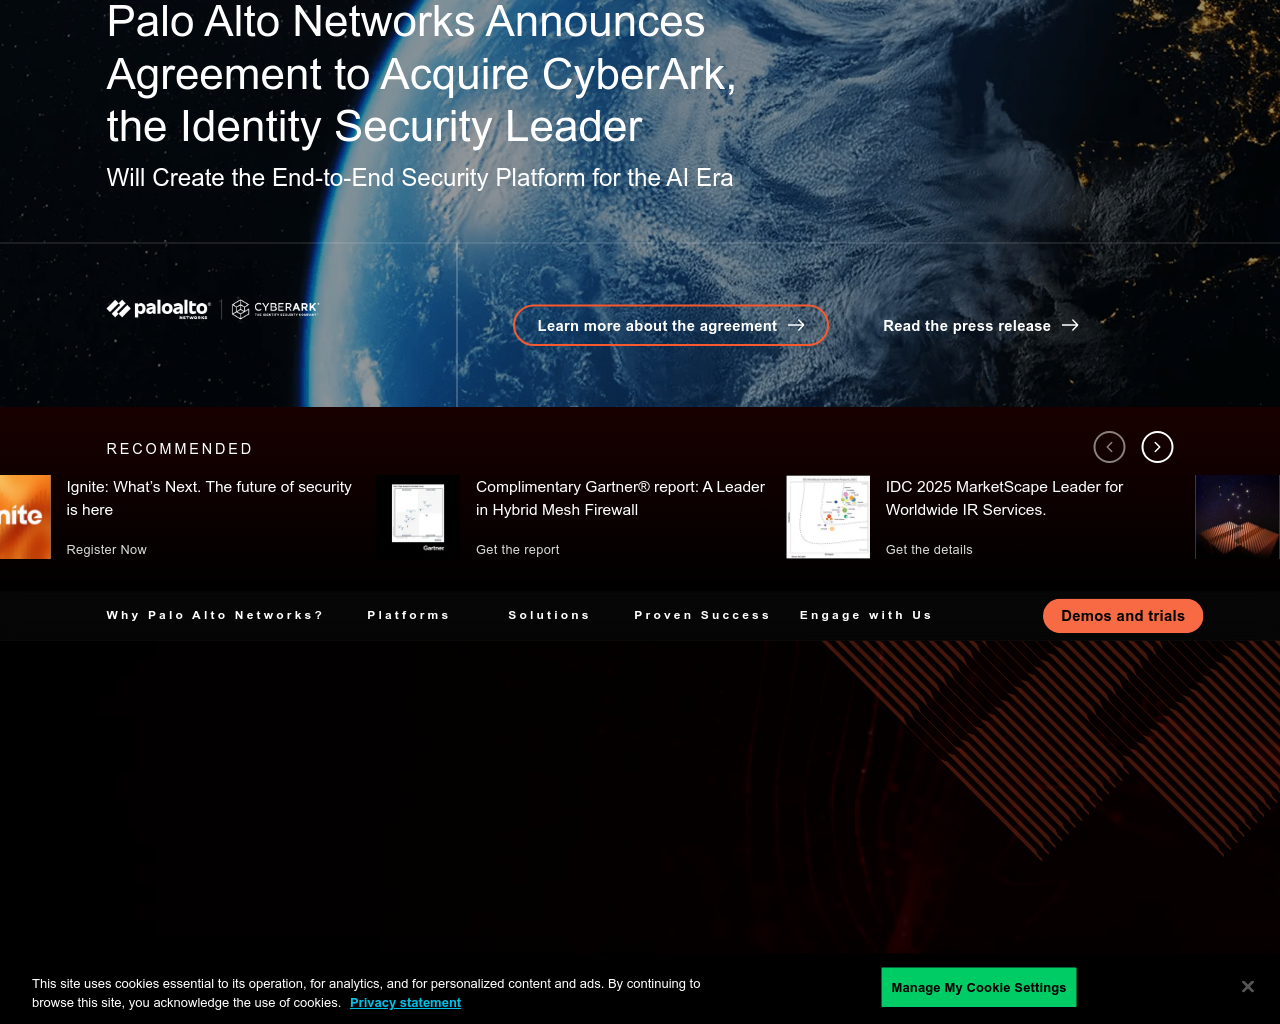 Palo Alto Networks Announces
Agreement to Acquire CyberArk,
the Identity Security Leader
Will Create the End-to-End Security Platform for the AI Era
paloalto
NETWORKS
CYBERARK
THE IDENTITY SECURITY COMPANY
Learn more about the agreement
Read the press release
RECOMMENDED
nite
Ignite: What’s Next. The future of security
is here
Register Now
Gartner
Complimentary Gartner® report: A Leader
in Hybrid Mesh Firewall
Get the report
IDC 2025 MarketScape Leader for
Worldwide IR Services.
Get the details
Why Palo Alto Networks? Platforms Solutions Proven Success Engage with Us Demos and trials
This site uses cookies essential to its operation, for analytics, and for personalized content and ads. By continuing to
browse this site, you acknowledge the use of cookies. Privacy statement
Manage My Cookie Settings